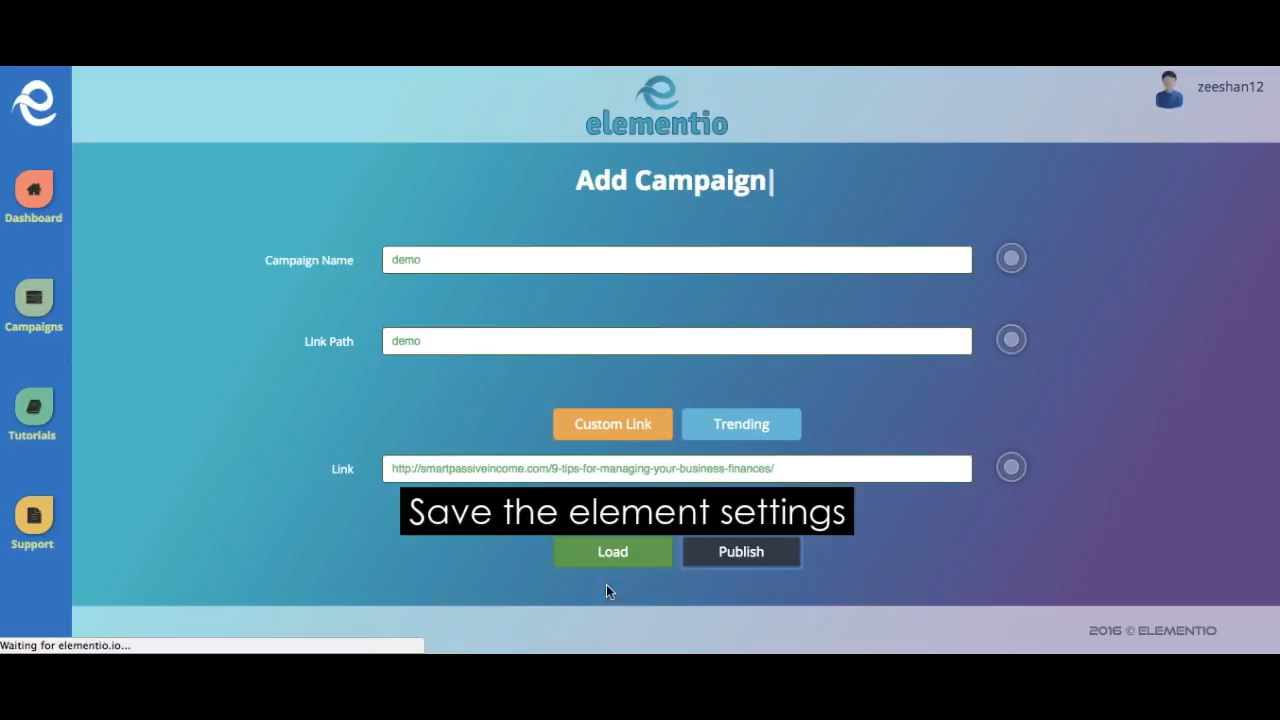 elementio
zeeshan12
Add Campaign
Dashboard
Campaign Name
demo
Campaigns
Link Path
demo
Custom Link
Trending
Tutorials
Link
http://smartpassiveincome.com/9-tips-for-managing-your-business-finances/
Save the element settings
Support
Load
Publish
2016 © ELEMENTIO
Waiting for elementio.io...